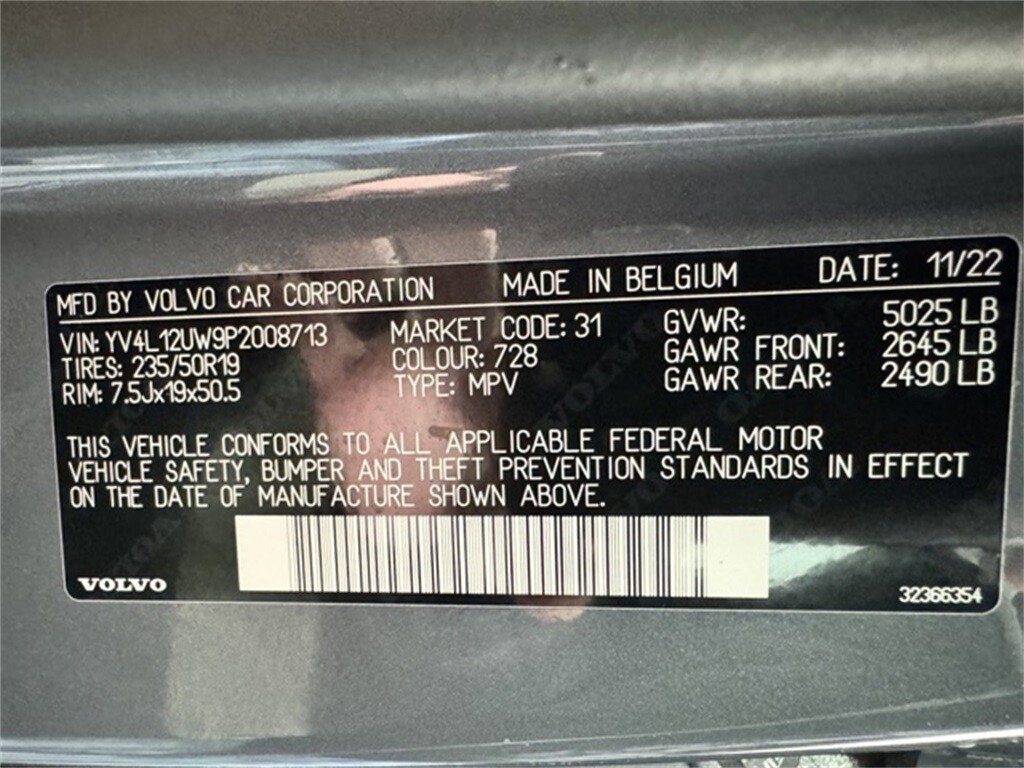 MFD BY VOLVO CAR CORPORATION MADE IN BELGIUM DATE: 11/22
VIN: YV4L12UW9P2008713 MARKET CODE: 31 GVWR: 5025 LB
TIRES: 235/50R19 COLOUR: 728 GAWR FRONT: 2645 LB
RIM: 7.5Jx19x50.5 TYPE: MPV GAWR REAR: 2490 LB
THIS VEHICLE CONFORMS TO ALL APPLICABLE FEDERAL MOTOR
VEHICLE SAFETY, BUMPER AND THEFT PREVENTION STANDARDS IN EFFECT
ON THE DATE OF MANUFACTURE SHOWN ABOVE.
VOLVO 32366354